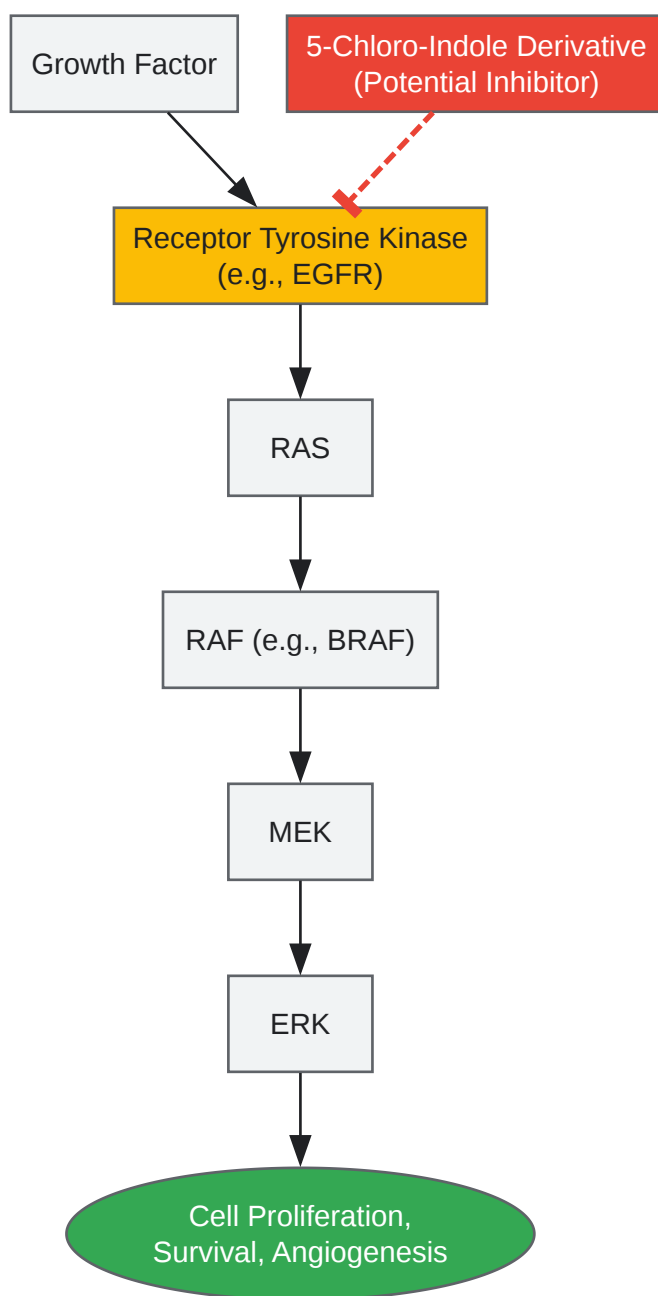 Growth Factor
5-Chloro-Indole Derivative
(Potential Inhibitor)
Receptor Tyrosine Kinase
(e.g., EGFR)
RAS
RAF (e.g., BRAF)
MEK
ERK
Cell Proliferation,
Survival, Angiogenesis